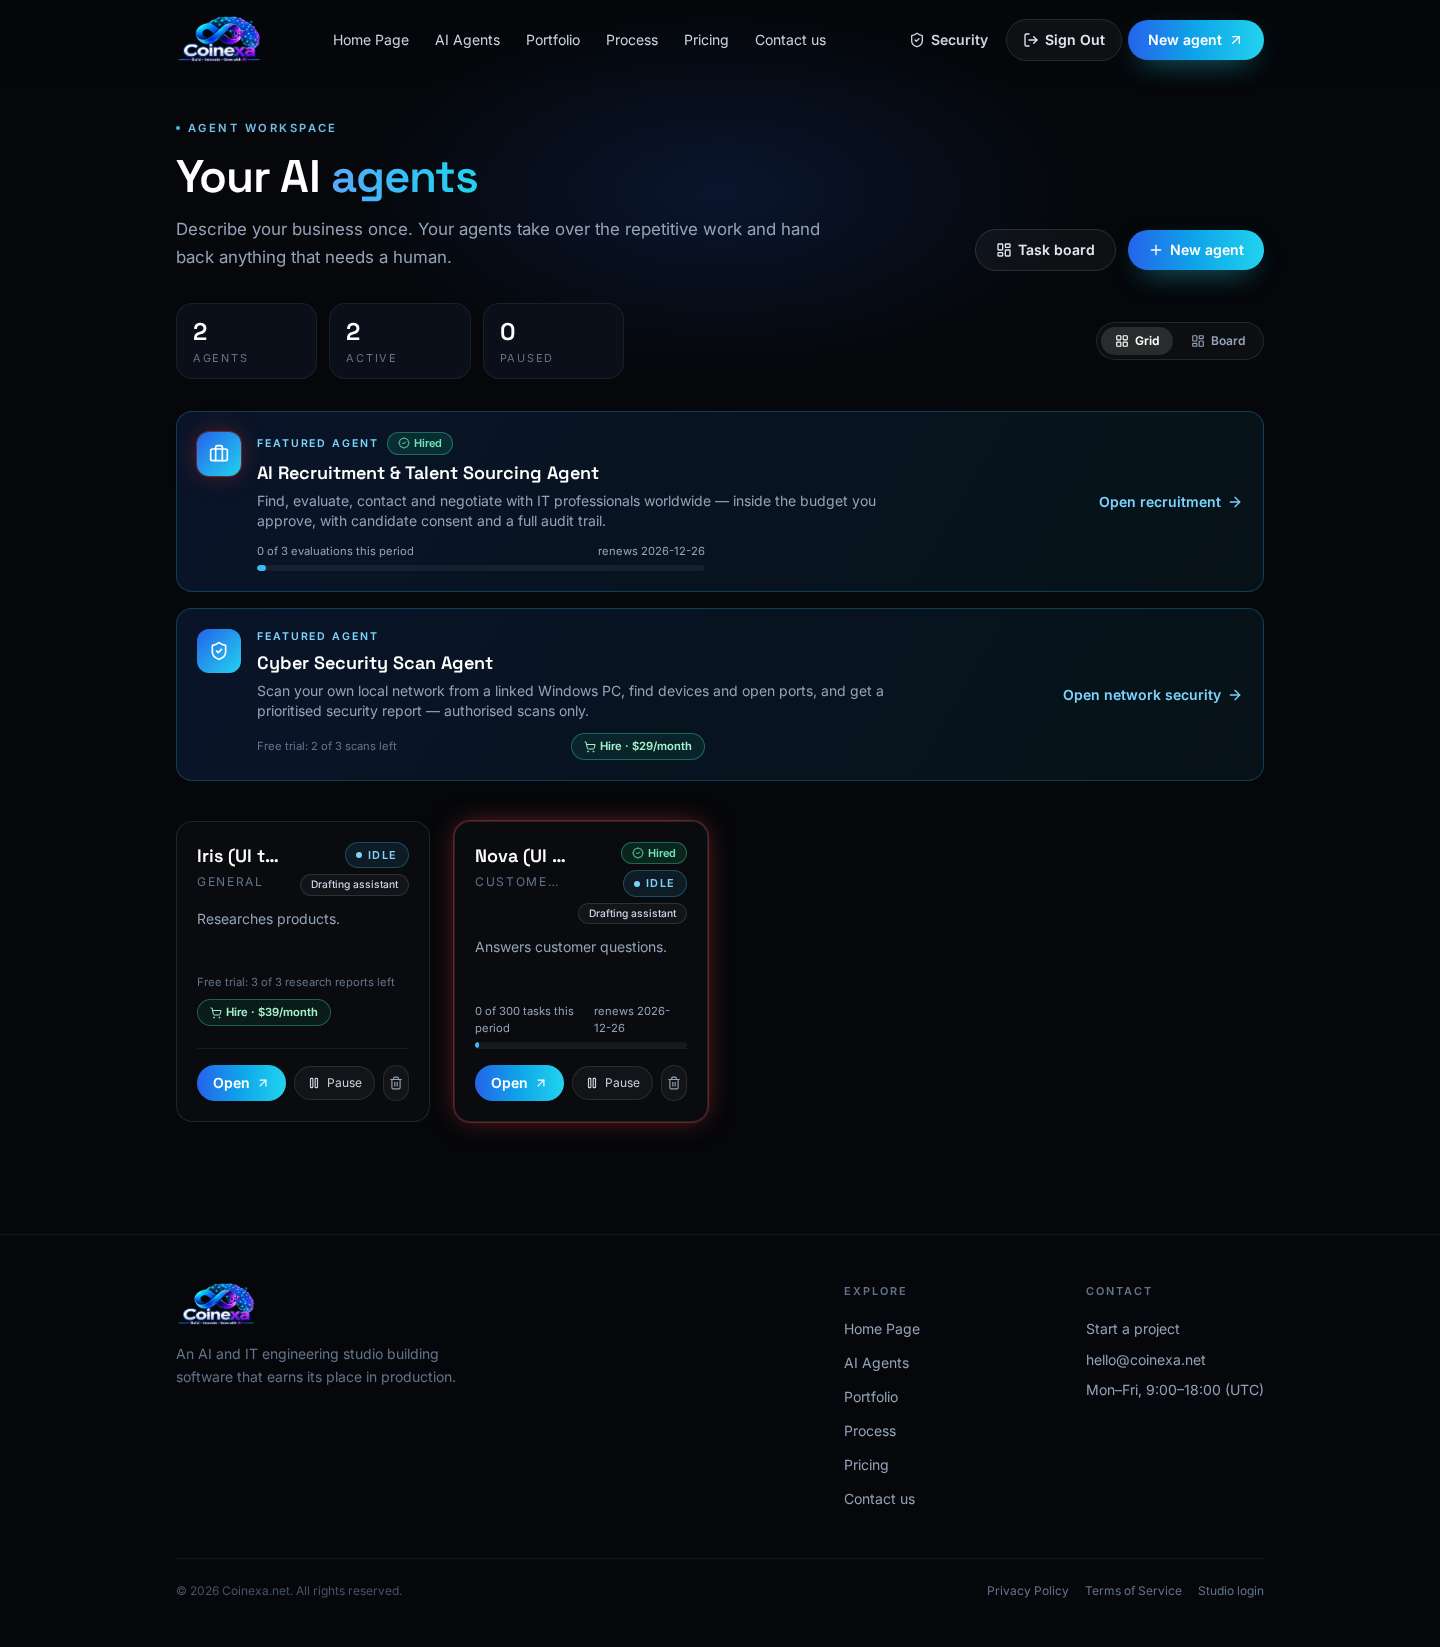 Coinexa
Home Page
AI Agents
Portfolio
Process
Pricing
Contact us
Security
Sign Out
New agent
AGENT WORKSPACE
Your AI agents
Describe your business once. Your agents take over the repetitive work and hand
back anything that needs a human.
Task board
New agent
2
AGENTS
2
ACTIVE
0
PAUSED
Grid
Board
FEATURED AGENT
Hired
AI Recruitment & Talent Sourcing Agent
Find, evaluate, contact and negotiate with IT professionals worldwide — inside the budget you
approve, with candidate consent and a full audit trail.
0 of 3 evaluations this period
renews 2026-12-26
Open recruitment
FEATURED AGENT
Cyber Security Scan Agent
Scan your own local network from a linked Windows PC, find devices and open ports, and get a
prioritised security report — authorised scans only.
Free trial: 2 of 3 scans left
Hire · $29/month
Open network security
Iris (UI t...
IDLE
GENERAL
Drafting assistant
Researches products.
Free trial: 3 of 3 research reports left
Hire · $39/month
Open
Pause
Nova (UI ...
Hired
CUSTOME...
IDLE
Drafting assistant
Answers customer questions.
0 of 300 tasks this
period
renews 2026-
12-26
Open
Pause
Coinexa
An AI and IT engineering studio building
software that earns its place in production.
EXPLORE
Home Page
AI Agents
Portfolio
Process
Pricing
Contact us
CONTACT
Start a project
hello@coinexa.net
Mon–Fri, 9:00–18:00 (UTC)
© 2026 Coinexa.net. All rights reserved.
Privacy Policy
Terms of Service
Studio login